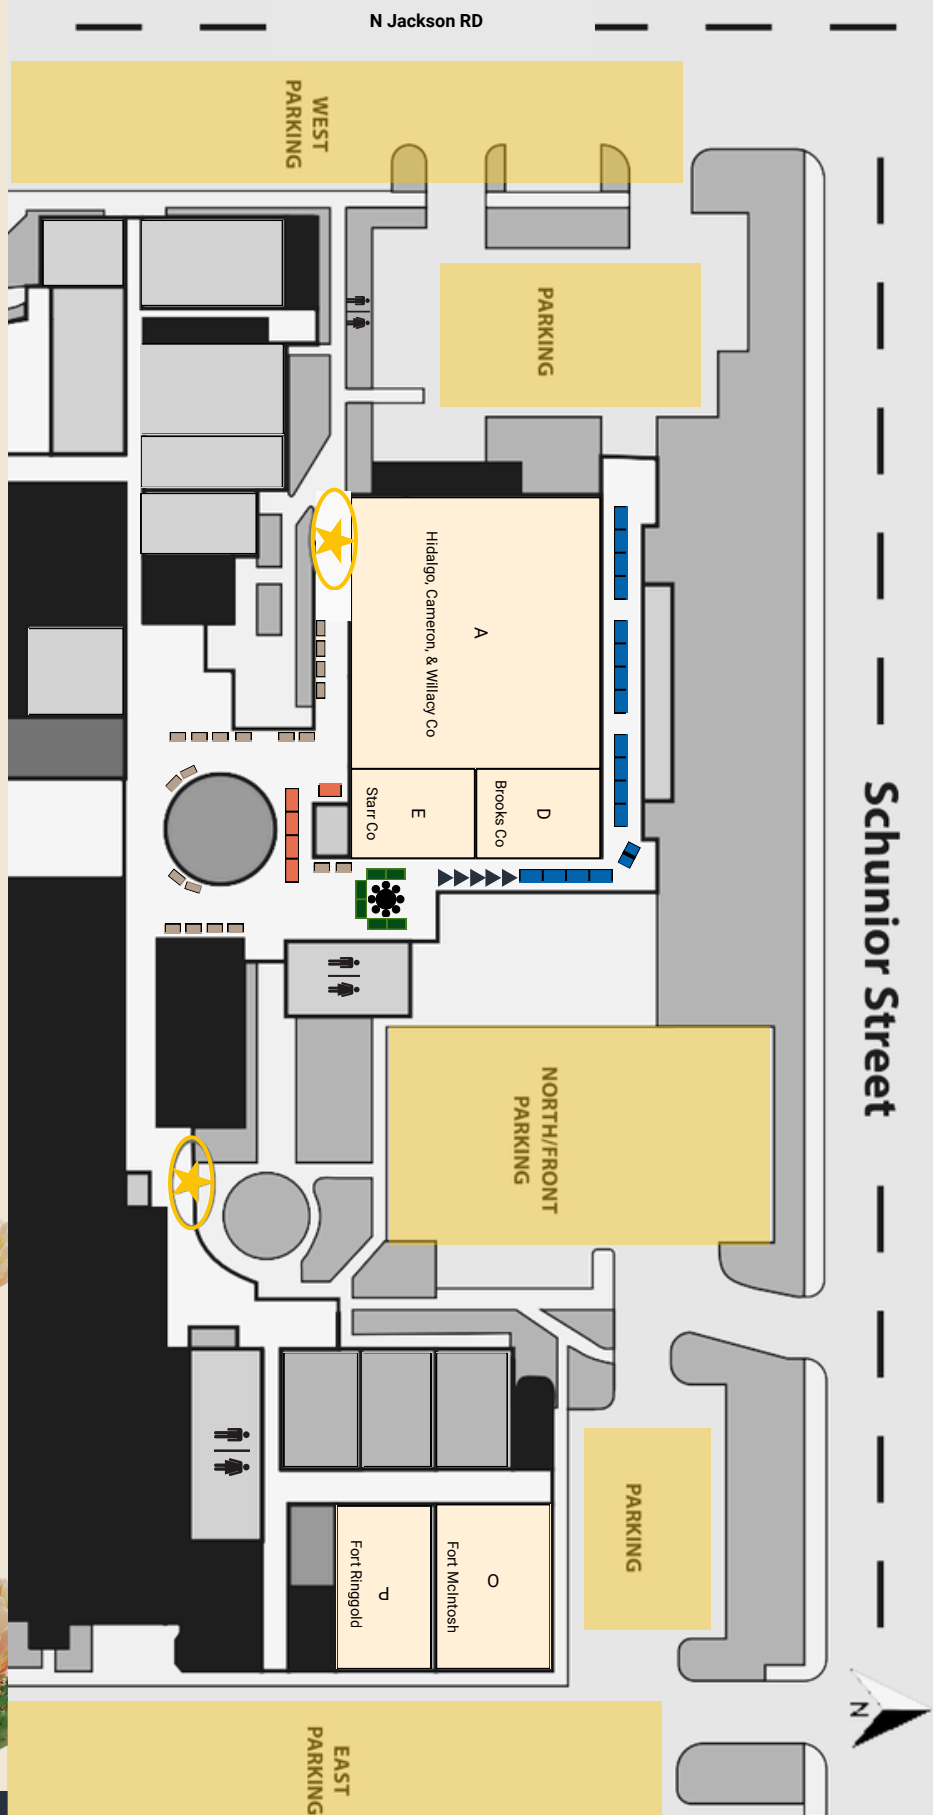 N Jackson RD
WEST
PARKING
PARKING
A
Hidalgo, Cameron, & Willacy Co
E
Starr Co
D
Brooks Co
Schunior Street
NORTH/FRONT
PARKING
PARKING
O
Fort McIntosh
P
Fort Ringgold
N
EAST
PARKING